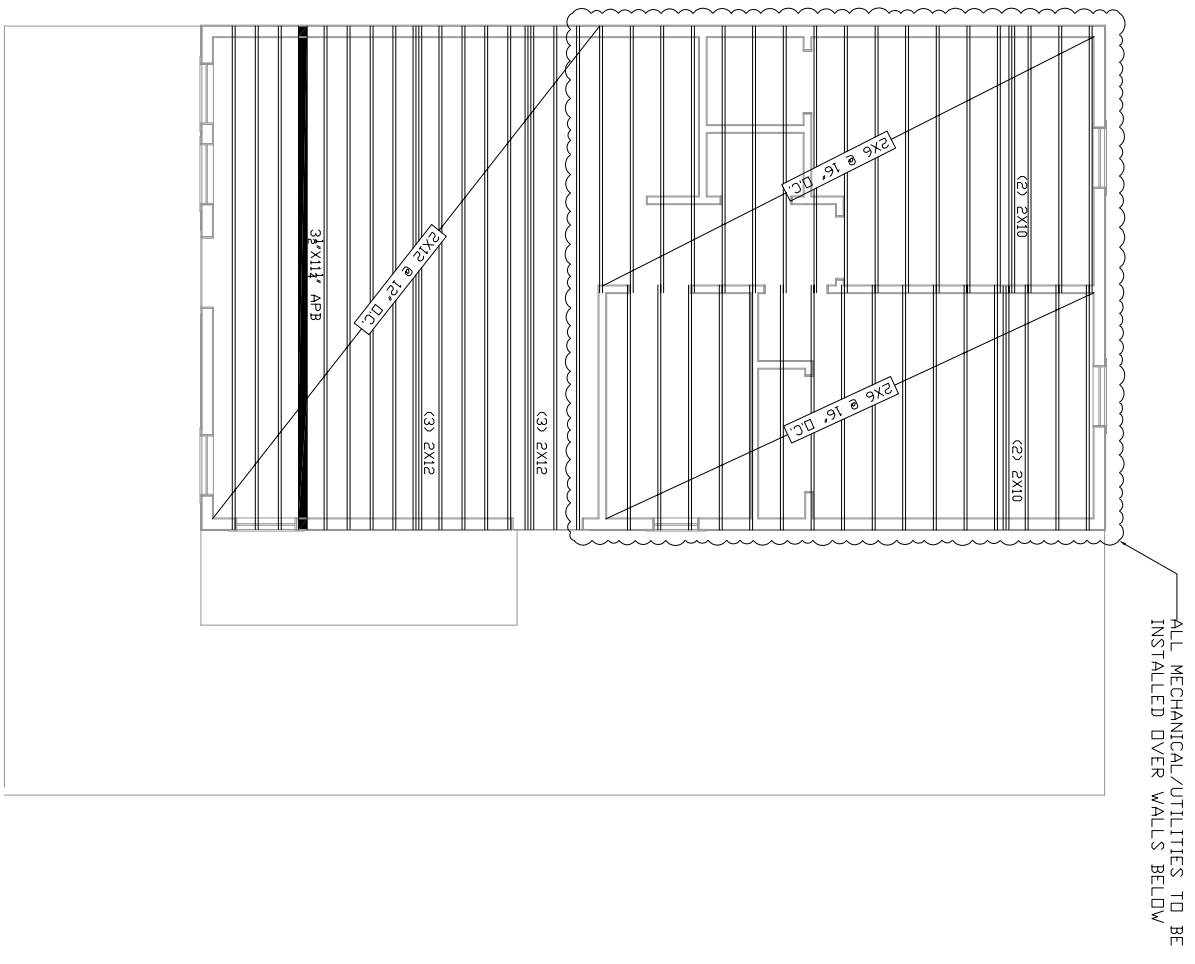 ALL MECHANICAL/UTILITIES TO BE
INSTALLED OVER WALLS BELOW
2X6 @ 16" O.C.
(2) 2X10
2X6 @ 16" O.C.
(2) 2X10
2X12 @ 12" O.C.
3½"X11¼" APB
(3) 2X12
(3) 2X12